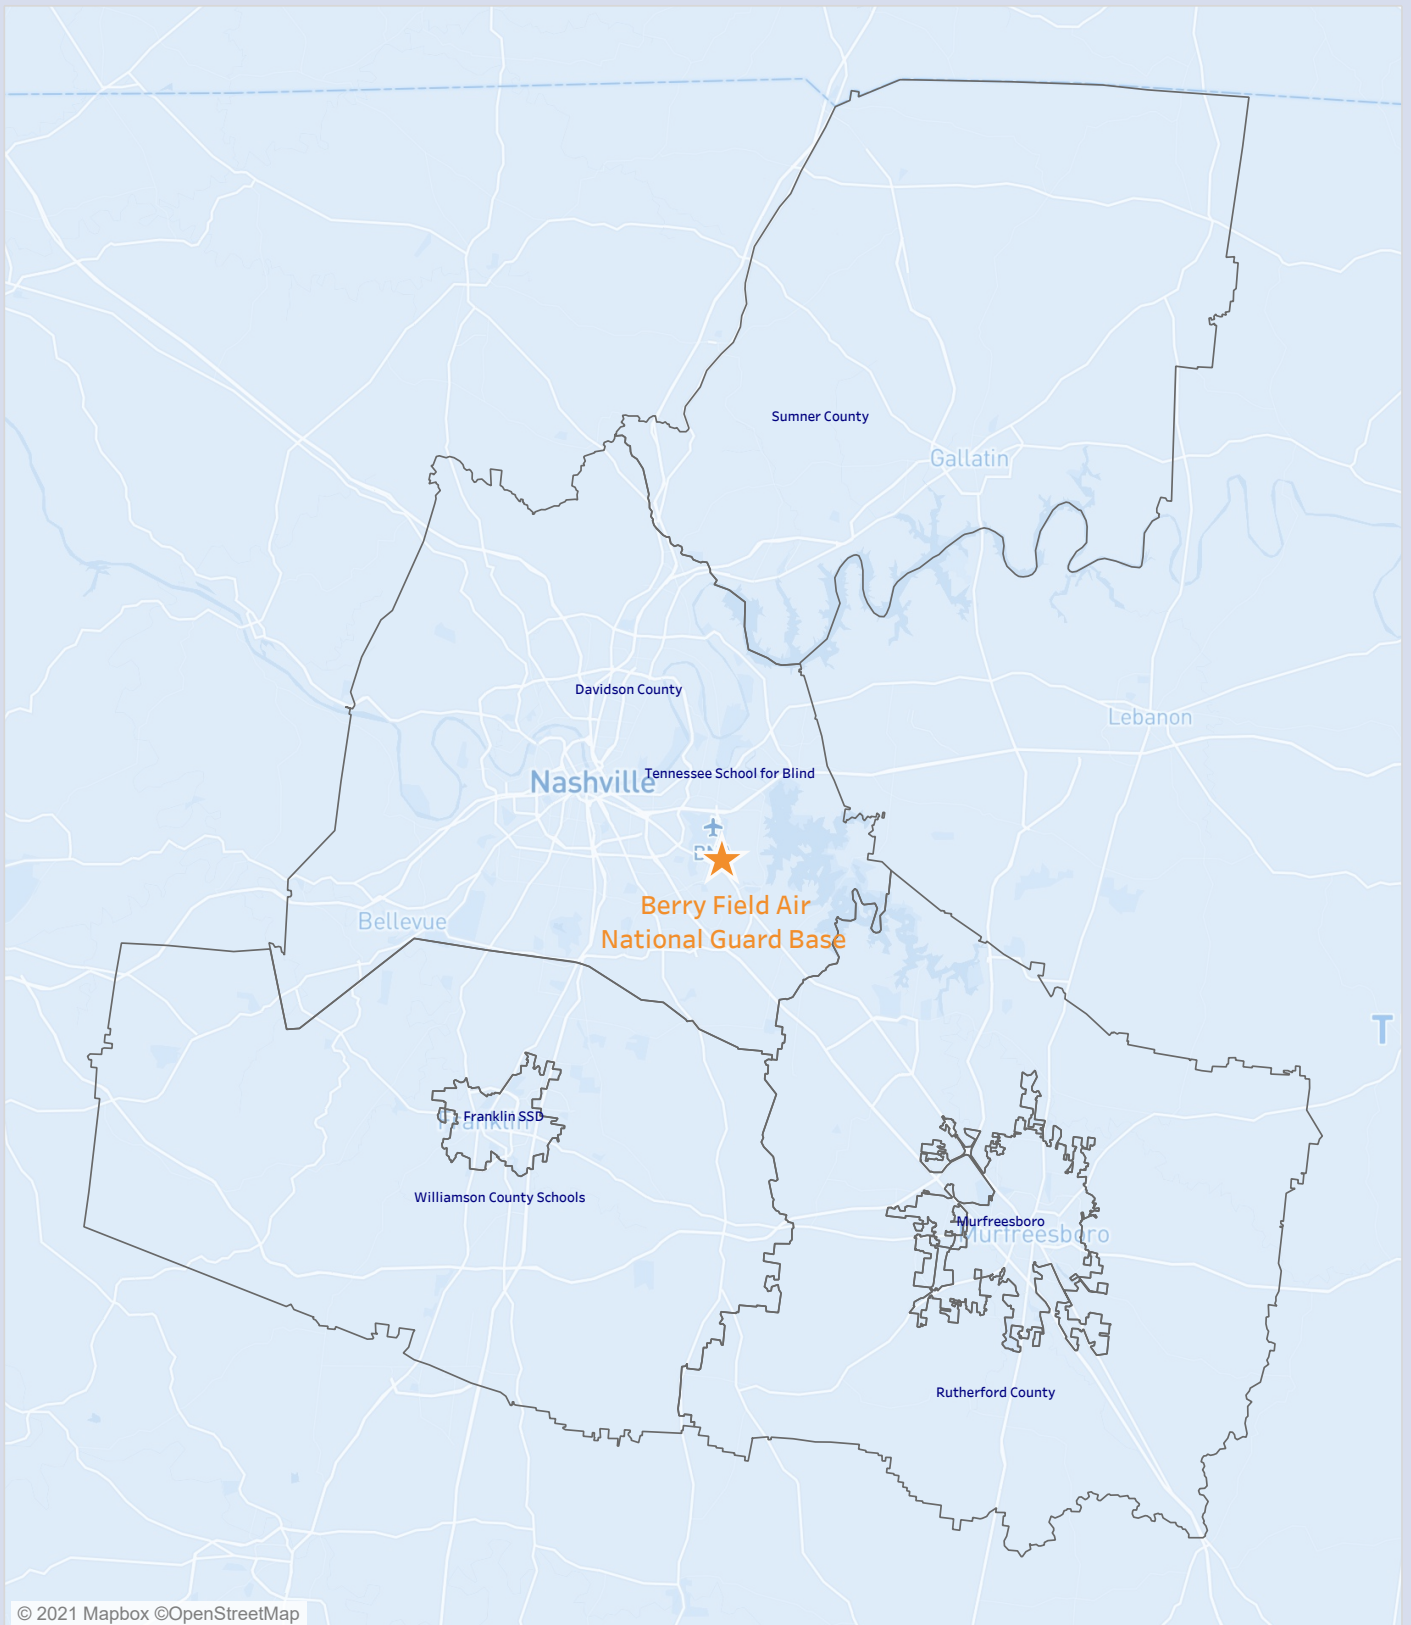 Sumner County
Gallatin
Davidson County
Lebanon
Tennessee School for Blind
Nashville
Berry Field Air
National Guard Base
Bellevue
T
Franklin SSD
Franklin
Williamson County Schools
Murfreesboro
Murfreesboro
Rutherford County
© 2021 Mapbox ©OpenStreetMap